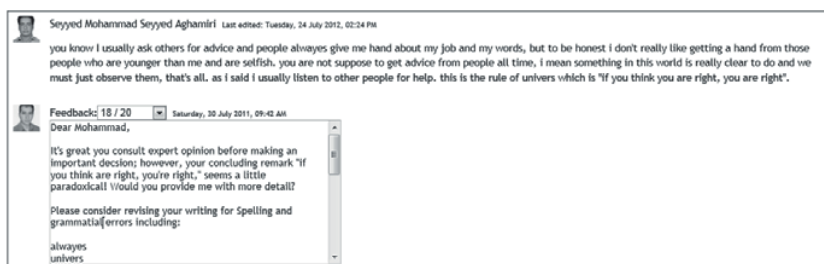 Seyyed Mohammad Seyyed Aghamiri Last edited: Tuesday, 24 July 2012, 02:24 PM
you know I usually ask others for advice and people alwayes give me hand about my job and my words, but to be honest i don't really like getting a hand from those
people who are younger than me and are selfish. you are not suppose to get advice from people all time, i mean something in this world is really clear to do and we
must just observe them, that's all. as i said i usually listen to other people for help. this is the rule of univers which is "if you think you are right, you are right".
Feedback: 18 / 20 Saturday, 30 July 2011, 09:42 AM
Dear Mohammad,
It's great you consult expert opinion before making an
important decsion; however, your concluding remark "if
you think are right, you're right," seems a little
paradoxical! Would you provide me with more detail?
Please consider revising your writing for Spelling and
grammatial errors including:
alwayes
univers